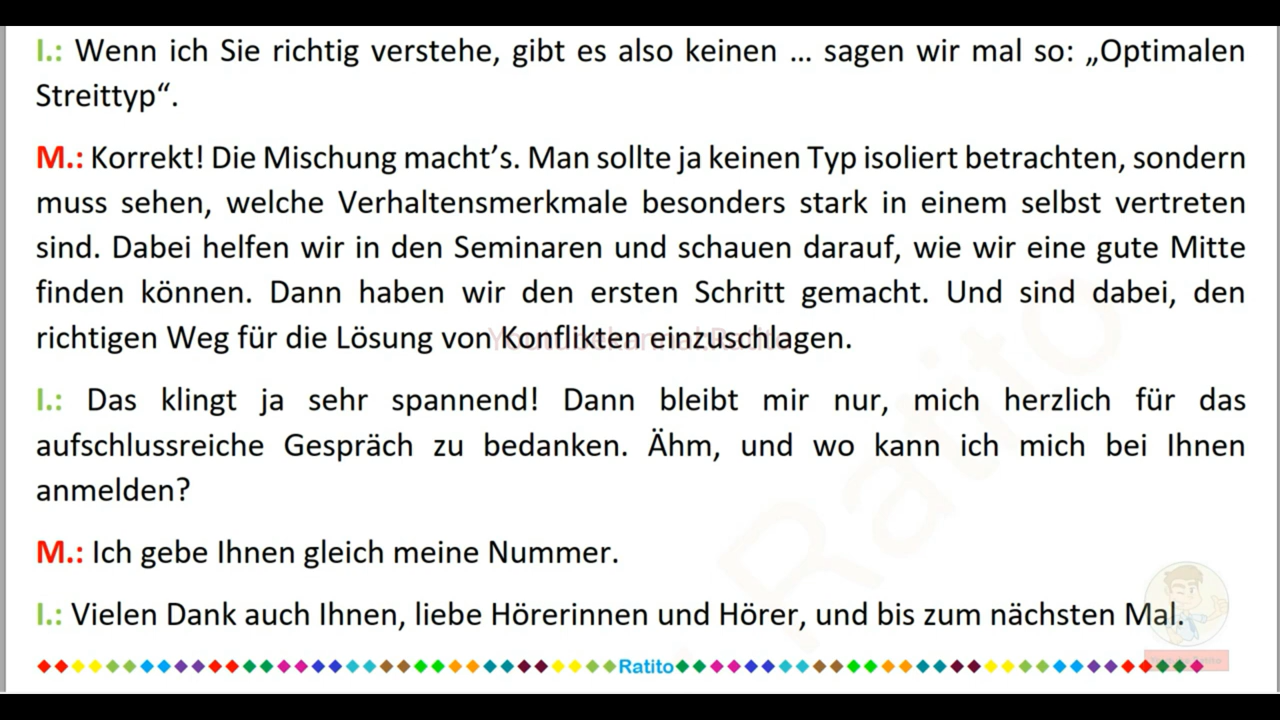 I.: Wenn ich Sie richtig verstehe, gibt es also keinen … sagen wir mal so: „Optimalen
Streittyp“.
M.: Korrekt! Die Mischung macht’s. Man sollte ja keinen Typ isoliert betrachten, sondern
muss sehen, welche Verhaltensmerkmale besonders stark in einem selbst vertreten
sind. Dabei helfen wir in den Seminaren und schauen darauf, wie wir eine gute Mitte
finden können. Dann haben wir den ersten Schritt gemacht. Und sind dabei, den
richtigen Weg für die Lösung von Konflikten einzuschlagen.
I.: Das klingt ja sehr spannend! Dann bleibt mir nur, mich herzlich für das
aufschlussreiche Gespräch zu bedanken. Ähm, und wo kann ich mich bei Ihnen
anmelden?
M.: Ich gebe Ihnen gleich meine Nummer.
I.: Vielen Dank auch Ihnen, liebe Hörerinnen und Hörer, und bis zum nächsten Mal.
Ratito
Ratito